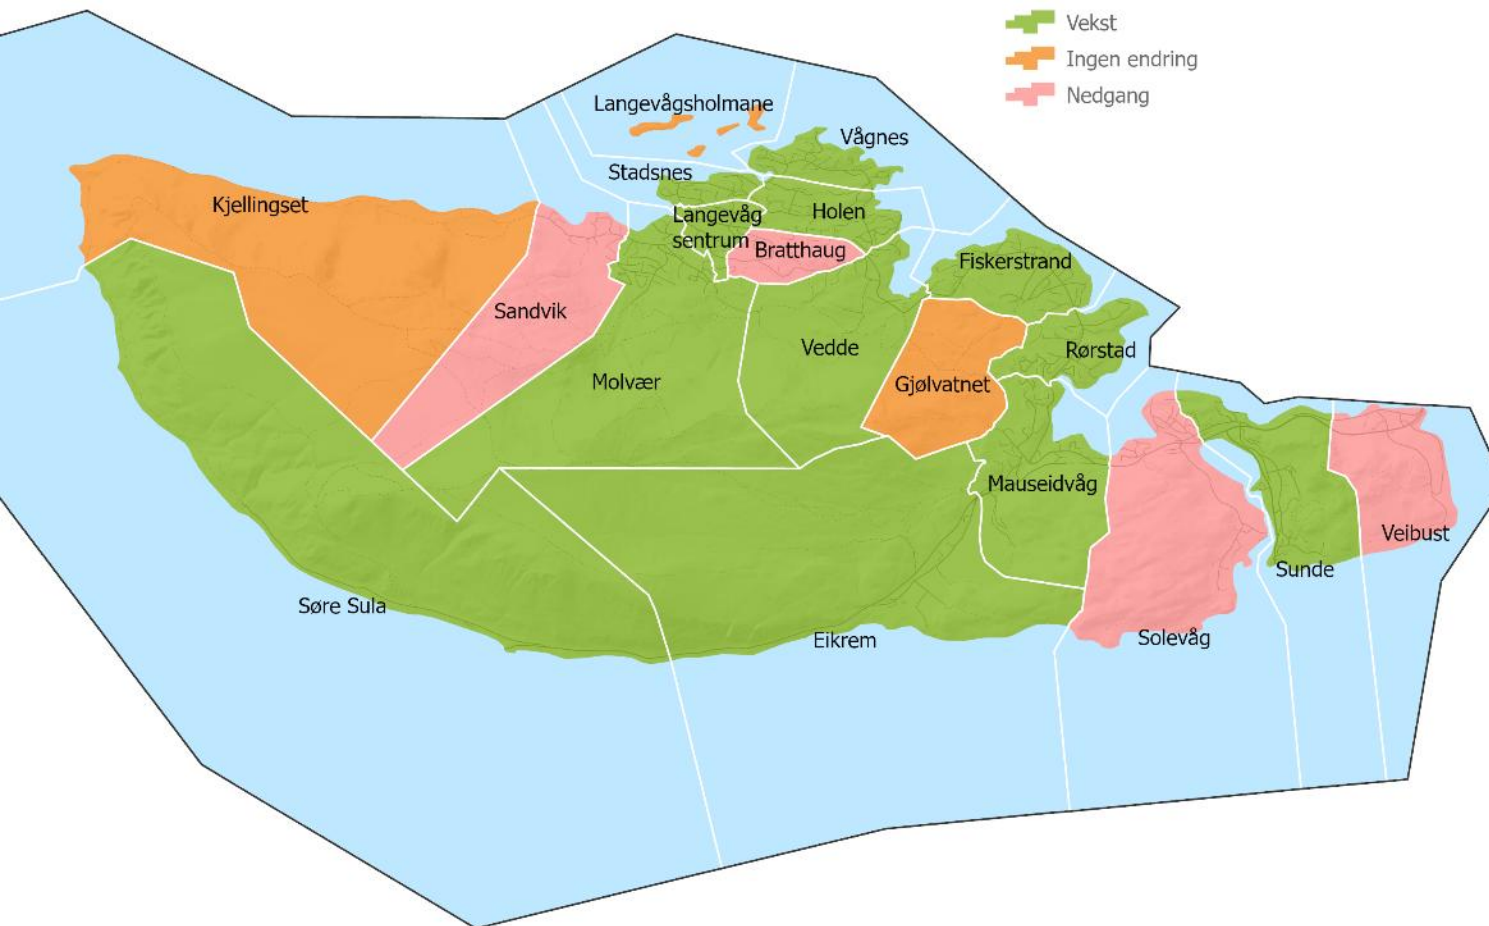 Vekst
Ingen endring
Nedgang
Langevågsholmane
Vågnes
Stadsnes
Kjellingset
Langevåg
sentrum
Holen
Bratthaug
Fiskerstrand
Sandvik
Vedde
Rørstad
Molvær
Gjølvatnet
Mauseidvåg
Veibust
Sunde
Søre Sula
Eikrem
Solevåg